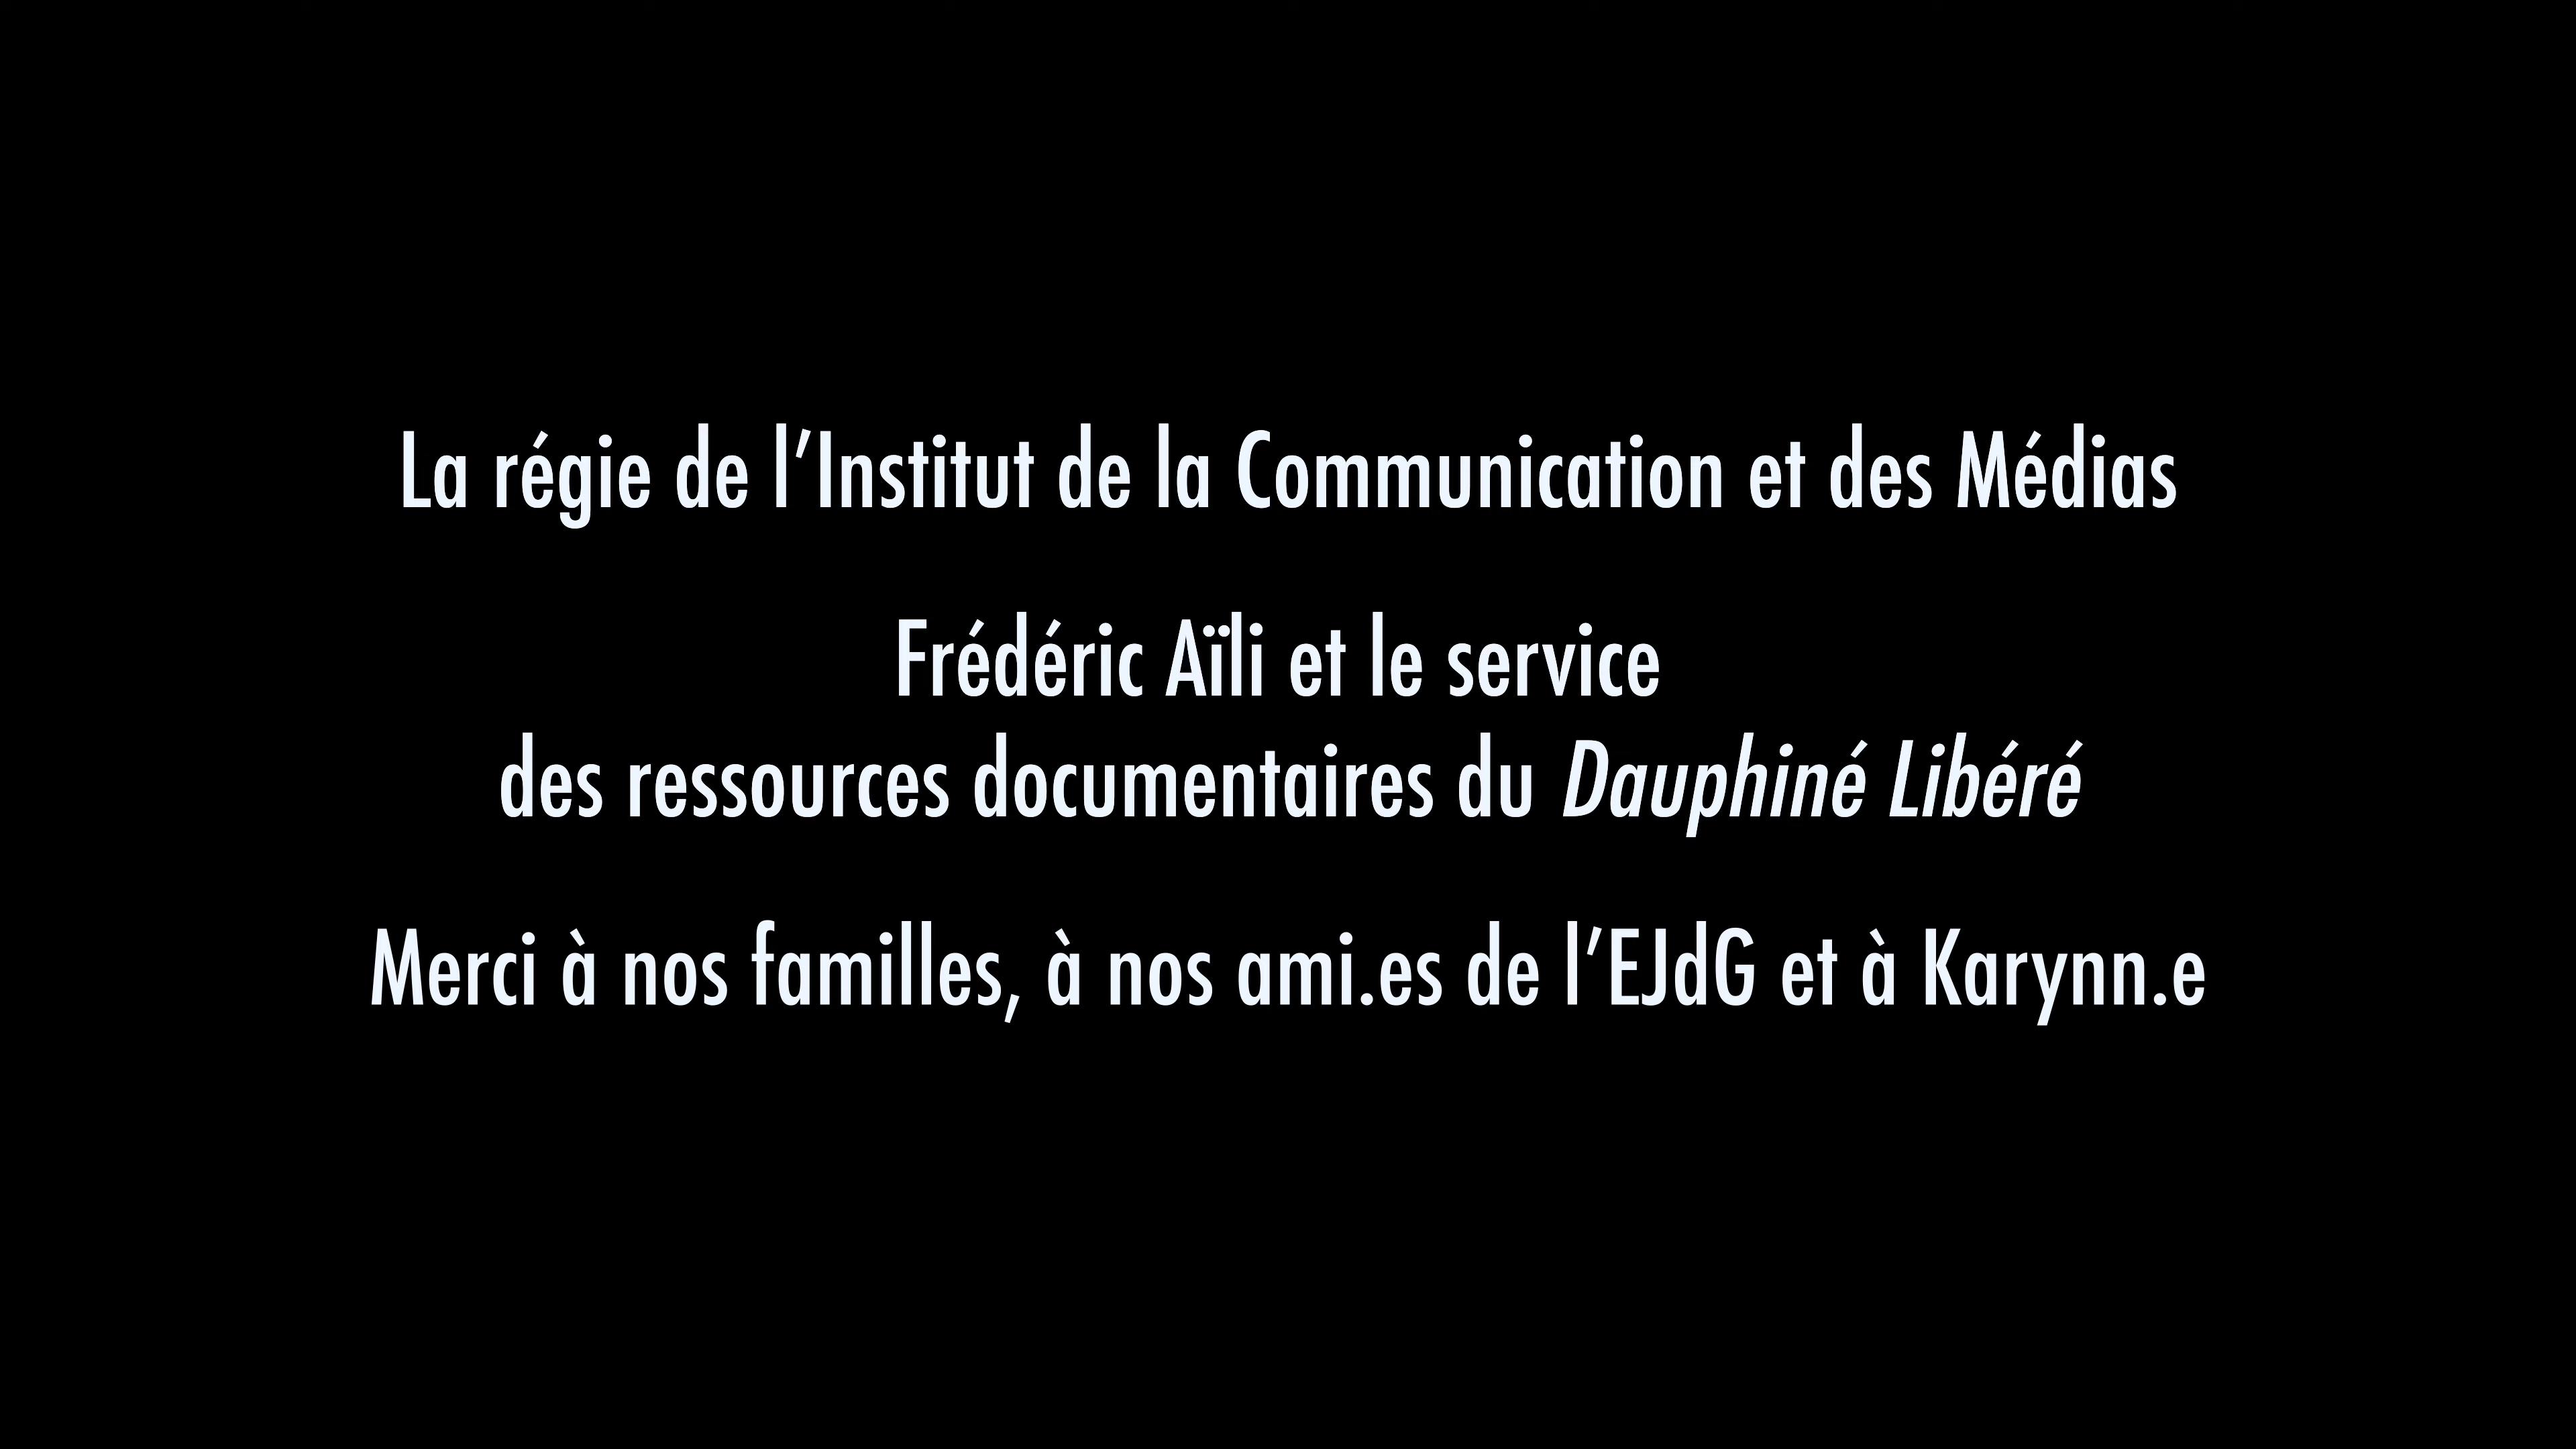 La régie de l’Institut de la Communication et des Médias
Frédéric Aïli et le service
des ressources documentaires du Dauphiné Libéré
Merci à nos familles, à nos ami.es de l’EJdG et à Karynn.e